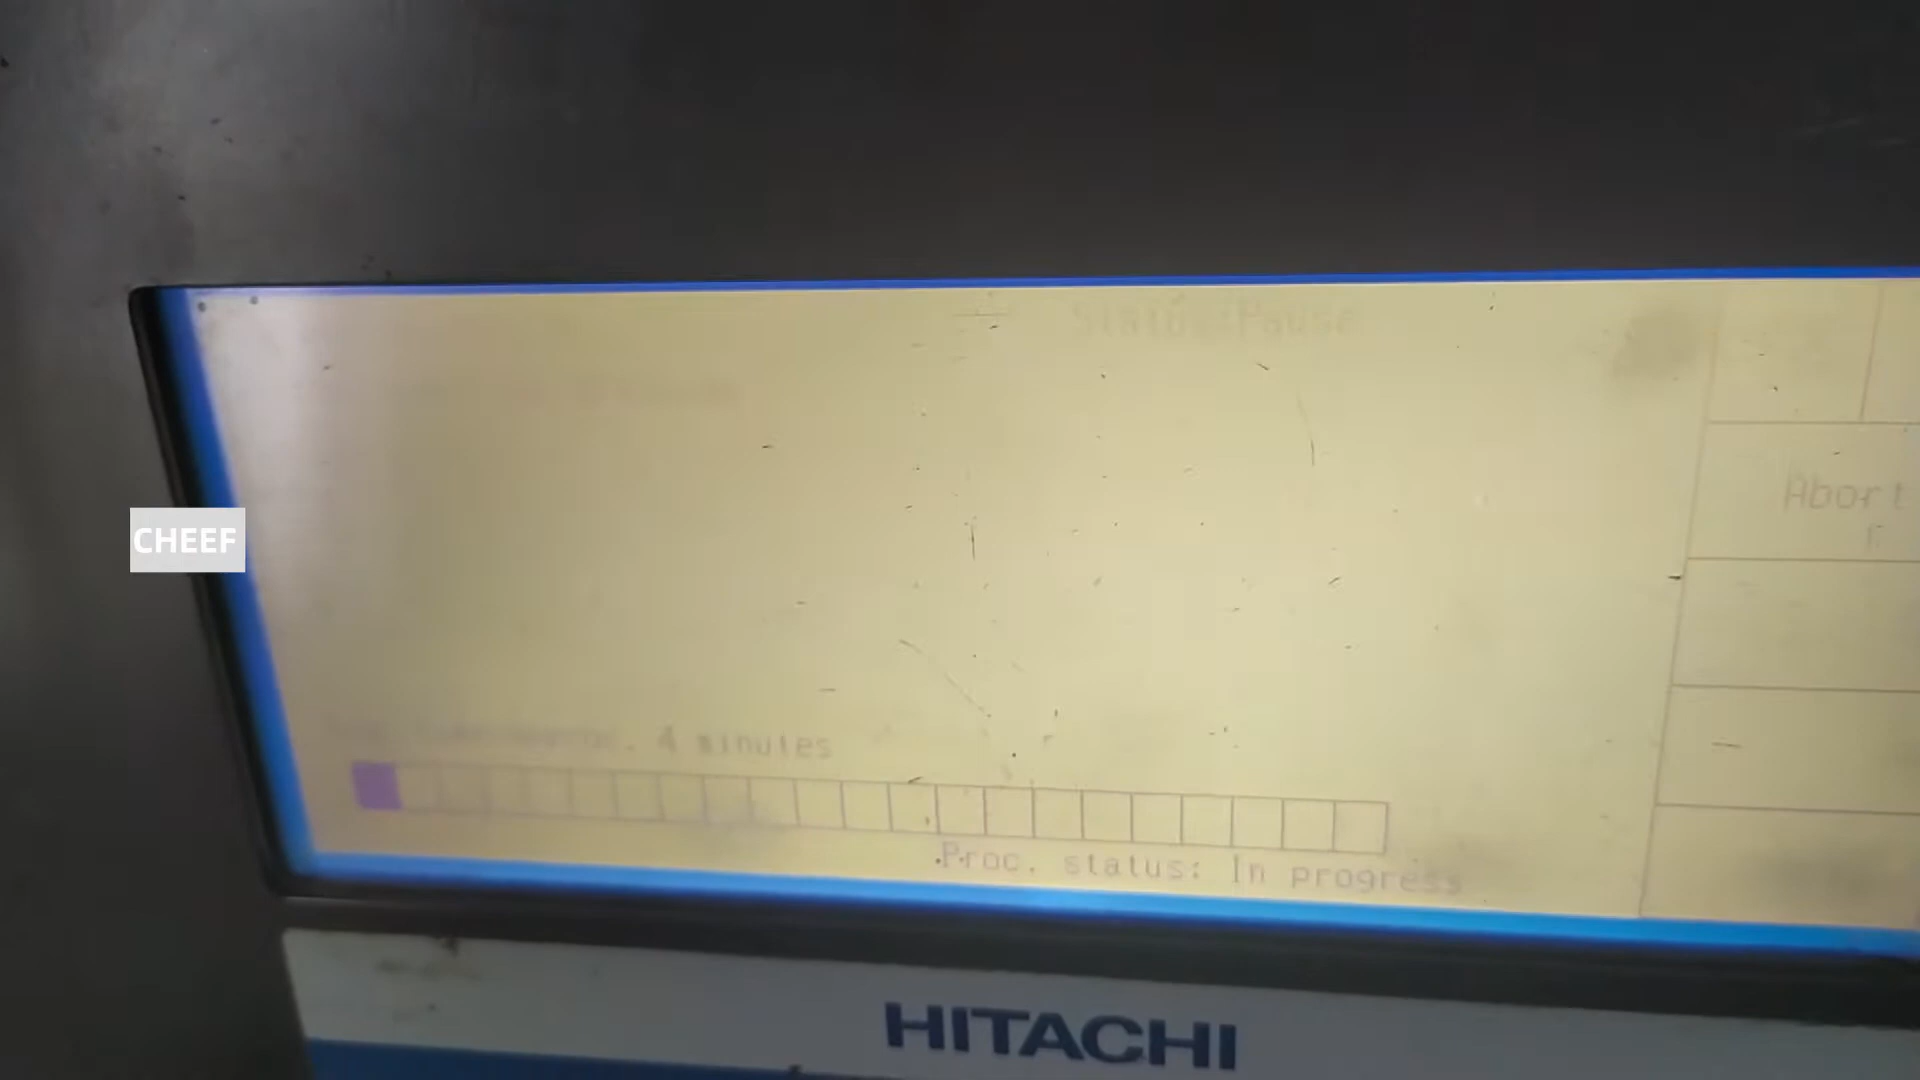 Status:Pause
Abort
CHEEF
4 minutes
Proc. status: In progress
HITACHI